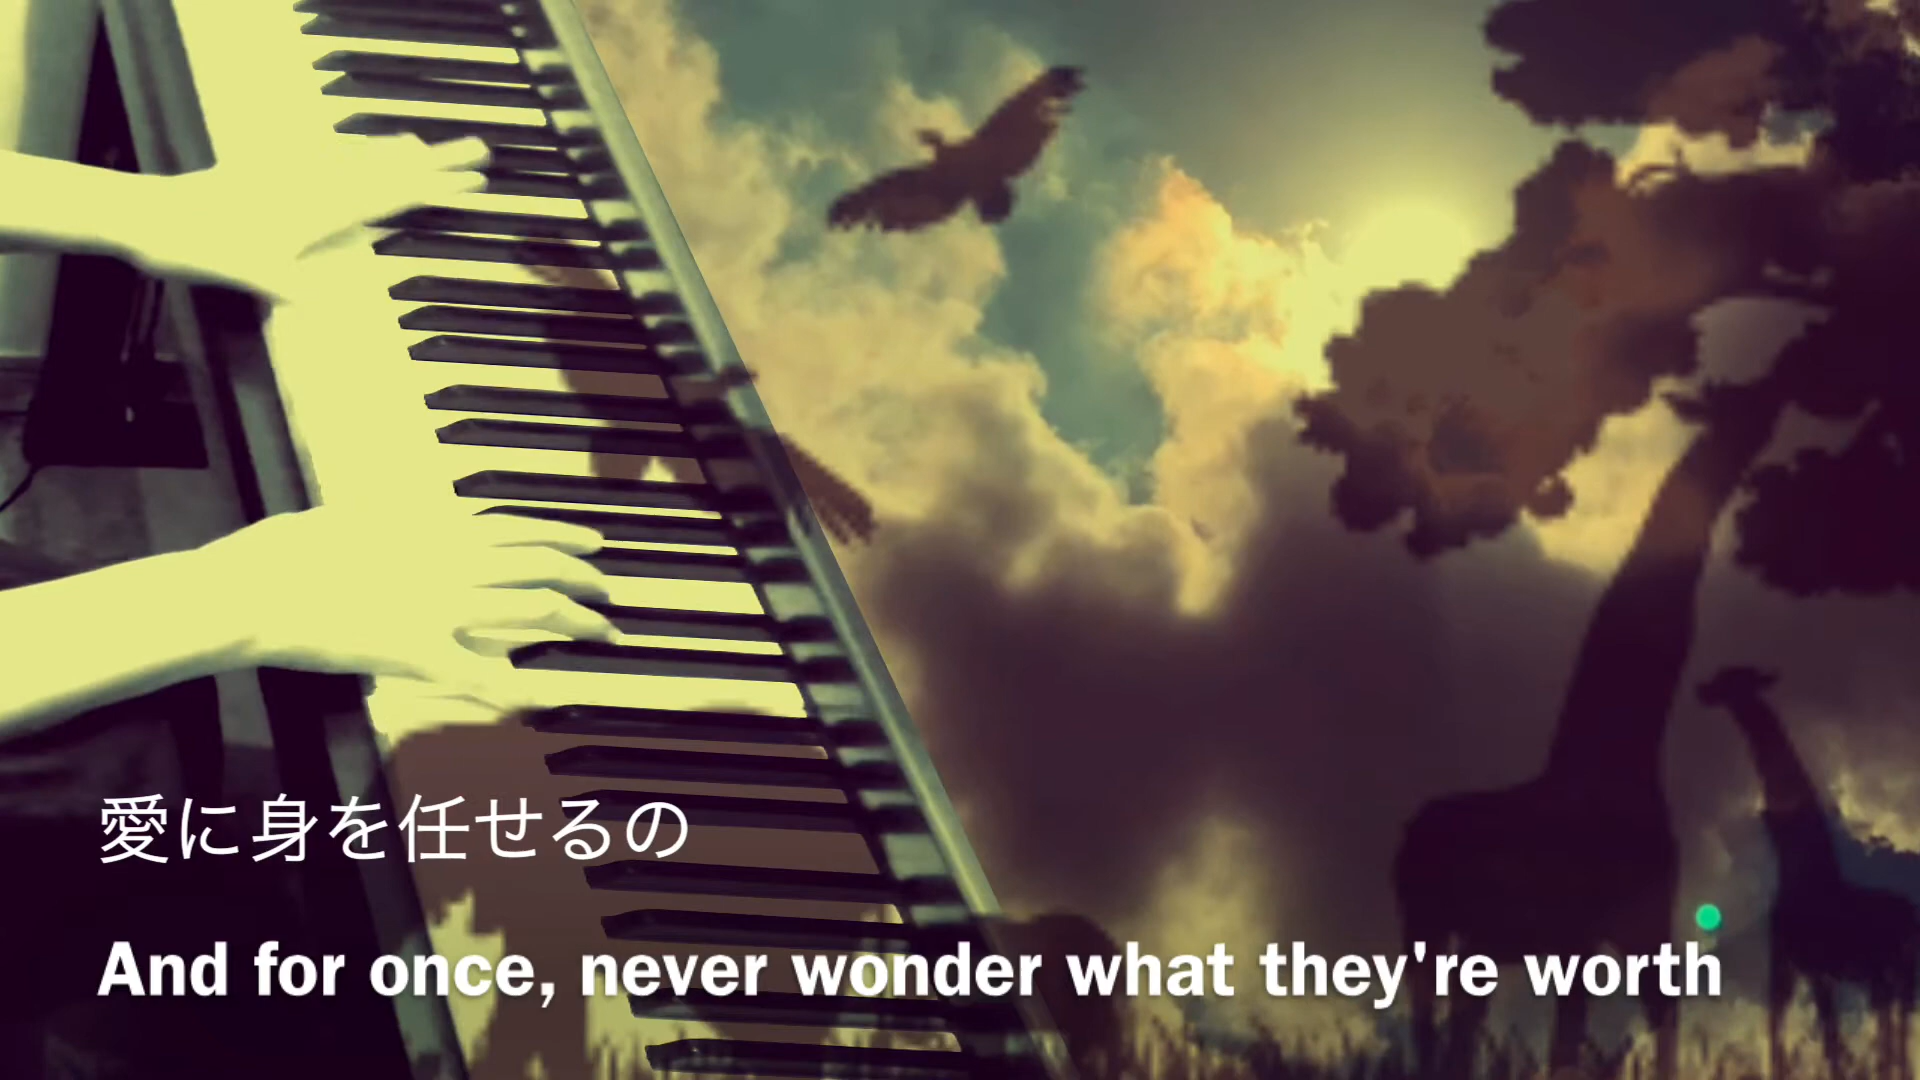 愛に身を任せるの
And for once, never wonder what they're worth